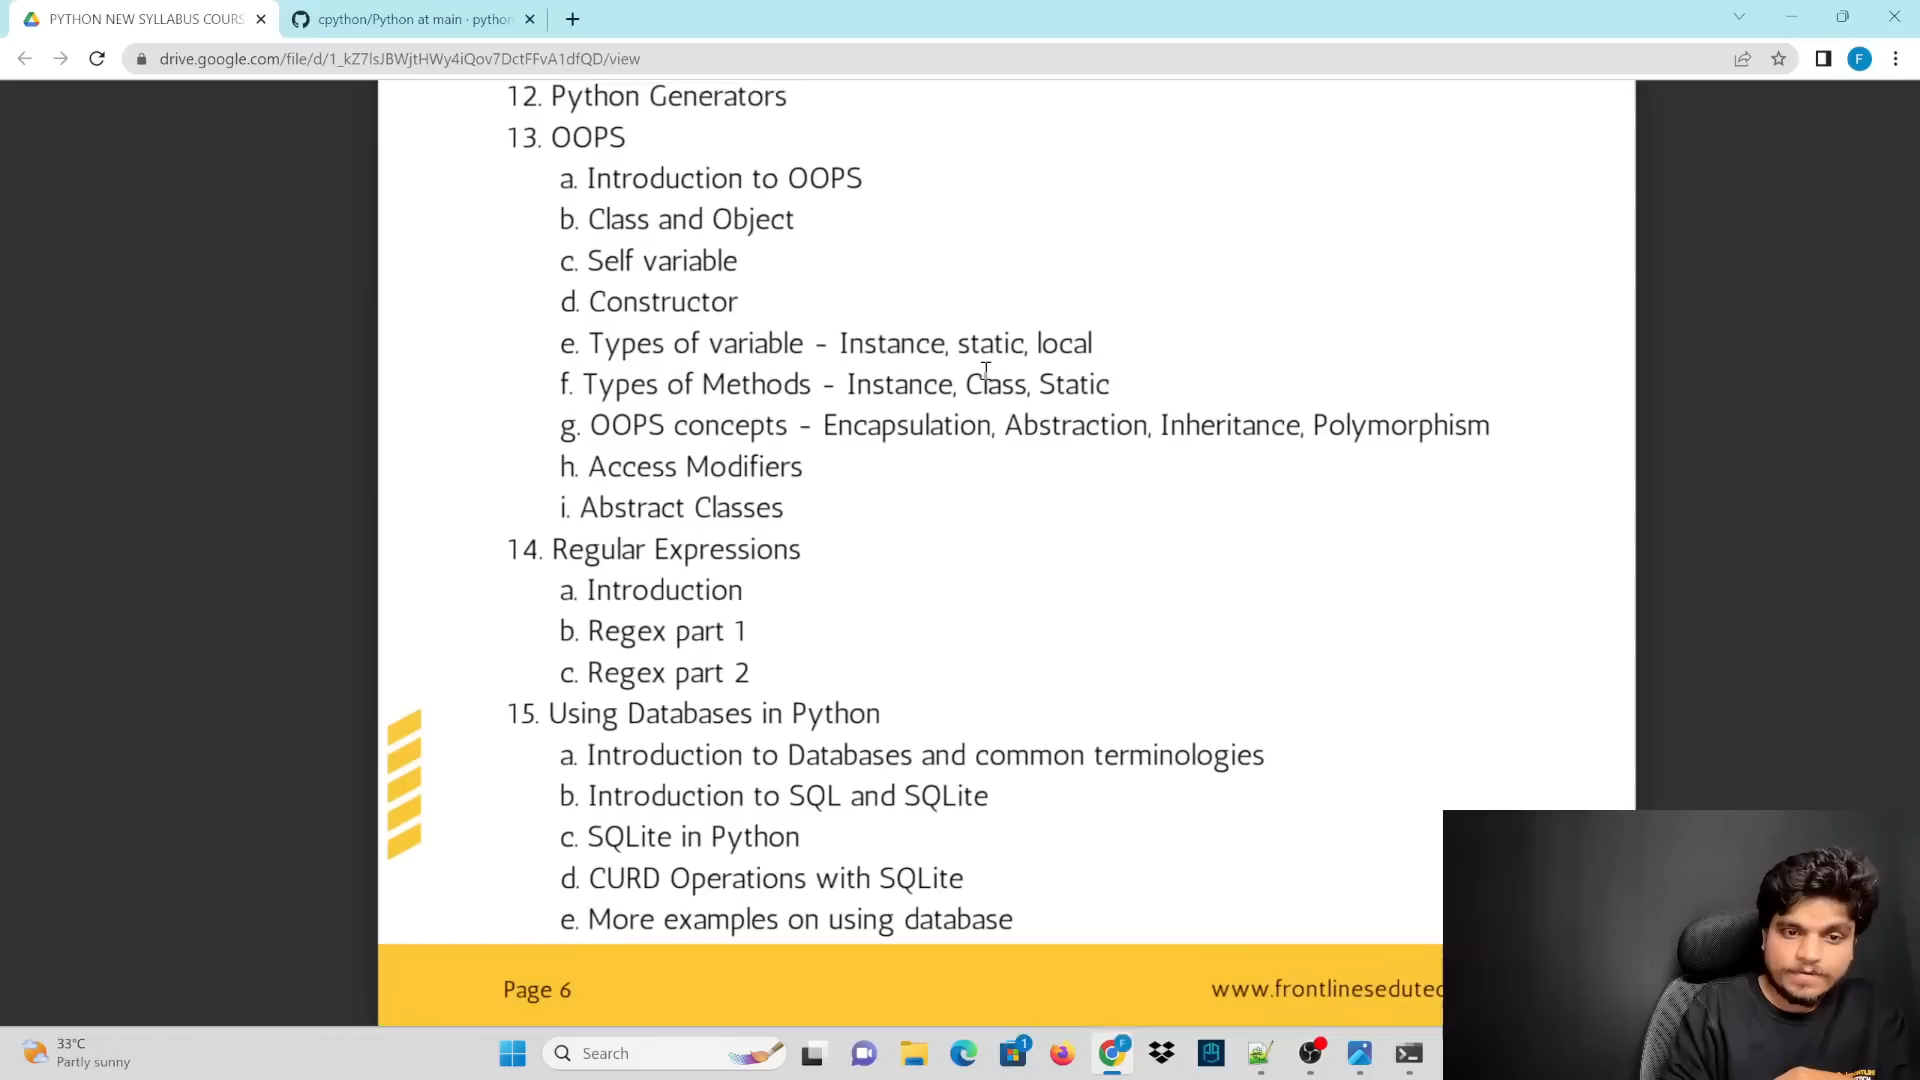 PYTHON NEW SYLLABUS COURS
cpython/Python at main · python
drive.google.com/file/d/1_kZ7lsJBWjtHWy4iQov7DctFFvA1dfQD/view
F
12. Python Generators
13. OOPS
a. Introduction to OOPS
b. Class and Object
c. Self variable
d. Constructor
e. Types of variable - Instance, static, local
f. Types of Methods - Instance, Class, Static
g. OOPS concepts - Encapsulation, Abstraction, Inheritance, Polymorphism
h. Access Modifiers
i. Abstract Classes
14. Regular Expressions
a. Introduction
b. Regex part 1
c. Regex part 2
15. Using Databases in Python
a. Introduction to Databases and common terminologies
b. Introduction to SQL and SQLite
c. SQLite in Python
d. CURD Operations with SQLite
e. More examples on using database
Page 6
www.frontlinesedutec
33°C
Partly sunny
Search
1
F